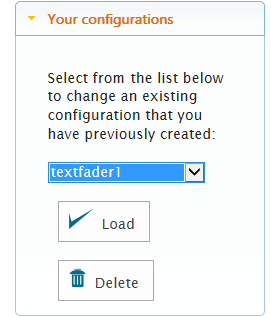 Your configurations
Select from the list below
to change an existing
configuration that you
have previously created:
textfader1
Load
Delete